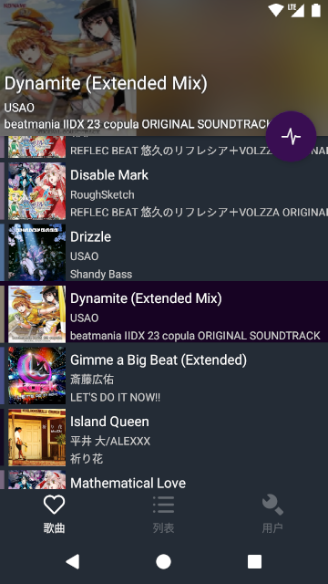 LTE
Dynamite (Extended Mix)
USAO
beatmania IIDX 23 copula ORIGINAL SOUNDTRACK
REFLEC BEAT 悠久のリフレシア+VOLZZA ORIGINA
Disable Mark
RoughSketch
REFLEC BEAT 悠久のリフレシア+VOLZZA ORIGINA
Drizzle
USAO
Shandy Bass
Dynamite (Extended Mix)
USAO
beatmania IIDX 23 copula ORIGINAL SOUNDTRACK
Gimme a Big Beat (Extended)
斎藤広佑
LET'S DO IT NOW!!
Island Queen
平井 大/ALEXXX
祈り花
Mathematical Love
歌曲
列表
用户